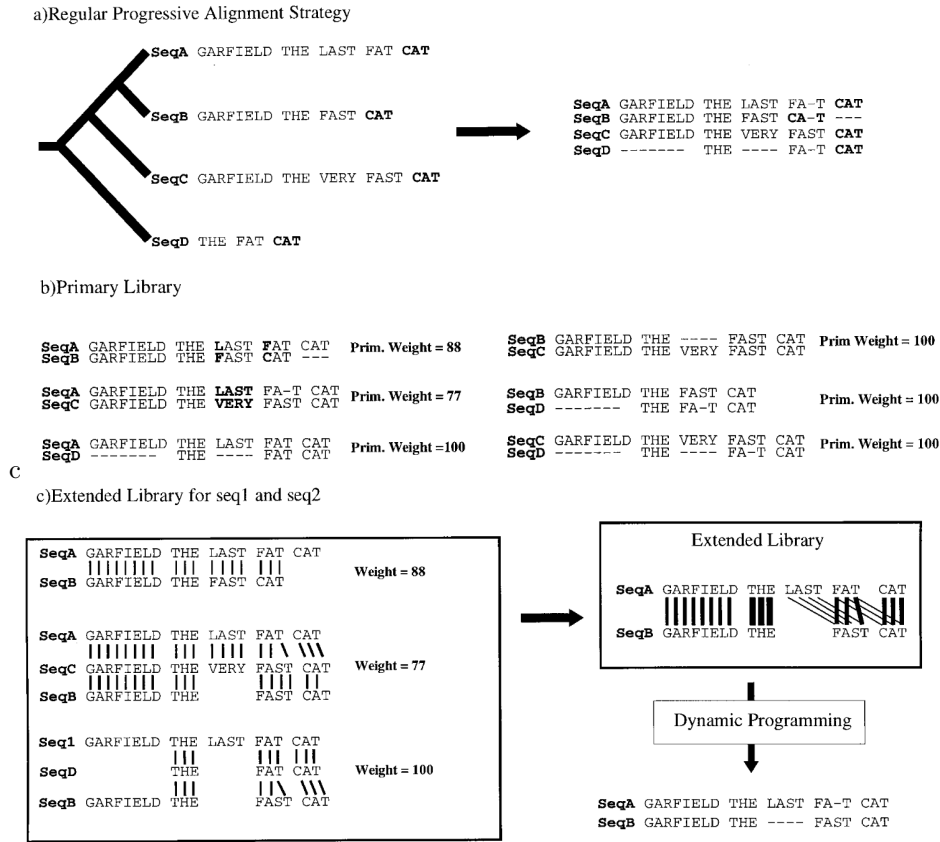 a)Regular Progressive Alignment Strategy
SeqA GARFIELD THE LAST FAT CAT
SeqB GARFIELD THE FAST CAT
SeqC GARFIELD THE VERY FAST CAT
SeqD THE FAT CAT
SeqA GARFIELD THE LAST FA-T CAT
SeqB GARFIELD THE FAST CA-T ---
SeqC GARFIELD THE VERY FAST CAT
SeqD ------- THE ---- FA-T CAT
b)Primary Library
SeqA GARFIELD THE LAST FAT CAT
SeqB GARFIELD THE FAST CAT ---
Prim. Weight = 88
SeqA GARFIELD THE LAST FA-T CAT
SeqC GARFIELD THE VERY FAST CAT
Prim. Weight = 77
SeqA GARFIELD THE LAST FAT CAT
SeqD ------- THE ---- FAT CAT
Prim. Weight =100
SeqB GARFIELD THE ---- FAST CAT
SeqC GARFIELD THE VERY FAST CAT
Prim Weight = 100
SeqB GARFIELD THE FAST CAT
SeqD ------- THE FA-T CAT
Prim. Weight = 100
SeqC GARFIELD THE VERY FAST CAT
SeqD ------- THE ---- FA-T CAT
Prim. Weight = 100
C
c)Extended Library for seq1 and seq2
SeqA GARFIELD THE LAST FAT CAT
SeqB GARFIELD THE FAST CAT
Weight = 88
SeqA GARFIELD THE LAST FAT CAT
SeqC GARFIELD THE VERY FAST CAT
SeqB GARFIELD THE FAST CAT
Weight = 77
Seq1 GARFIELD THE LAST FAT CAT
SeqD THE FAT CAT
SeqB GARFIELD THE FAST CAT
Weight = 100
Extended Library
SeqA GARFIELD THE LAST FAT CAT
SeqB GARFIELD THE FAST CAT
Dynamic Programming
SeqA GARFIELD THE LAST FA-T CAT
SeqB GARFIELD THE ---- FAST CAT